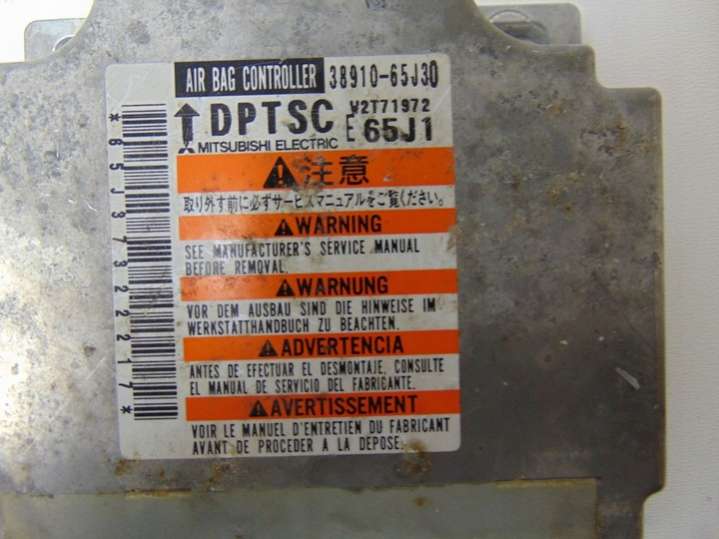 AIR BAG CONTROLLER 38910-65J30
W2T71972
DPTSC E 65J1
MITSUBISHI ELECTRIC
注意
取り外す前に必ずサービスマニュアルをご覧ください。
WARNING
SEE MANUFACTURER'S SERVICE MANUAL
BEFORE REMOVAL.
WARNUNG
VOR DEM AUSBAU SIND DIE HINWEISE IM
WERKSTATTHANDBUCH ZU BEACHTEN.
ADVERTENCIA
ANTES DE EFECTUAR EL DESMONTAJE, CONSULTE
EL MANUAL DE SERVICIO DEL FABRICANTE.
AVERTISSEMENT
VOIR LE MANUEL D'ENTRETIEN DU FABRICANT
AVANT DE PROCEDER A LA DEPOSE.
*65J37322217*